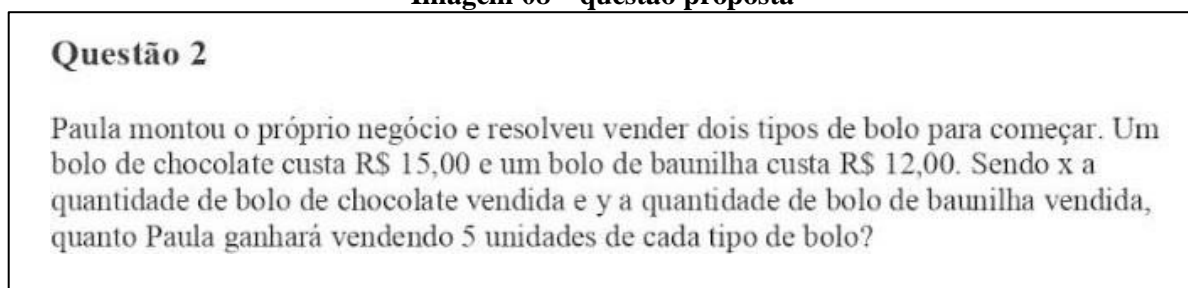 Imagem 08 – questão proposta
Questão 2
Paula montou o próprio negócio e resolveu vender dois tipos de bolo para começar. Um
bolo de chocolate custa R$ 15,00 e um bolo de baunilha custa R$ 12,00. Sendo x a
quantidade de bolo de chocolate vendida e y a quantidade de bolo de baunilha vendida,
quanto Paula ganhará vendendo 5 unidades de cada tipo de bolo?